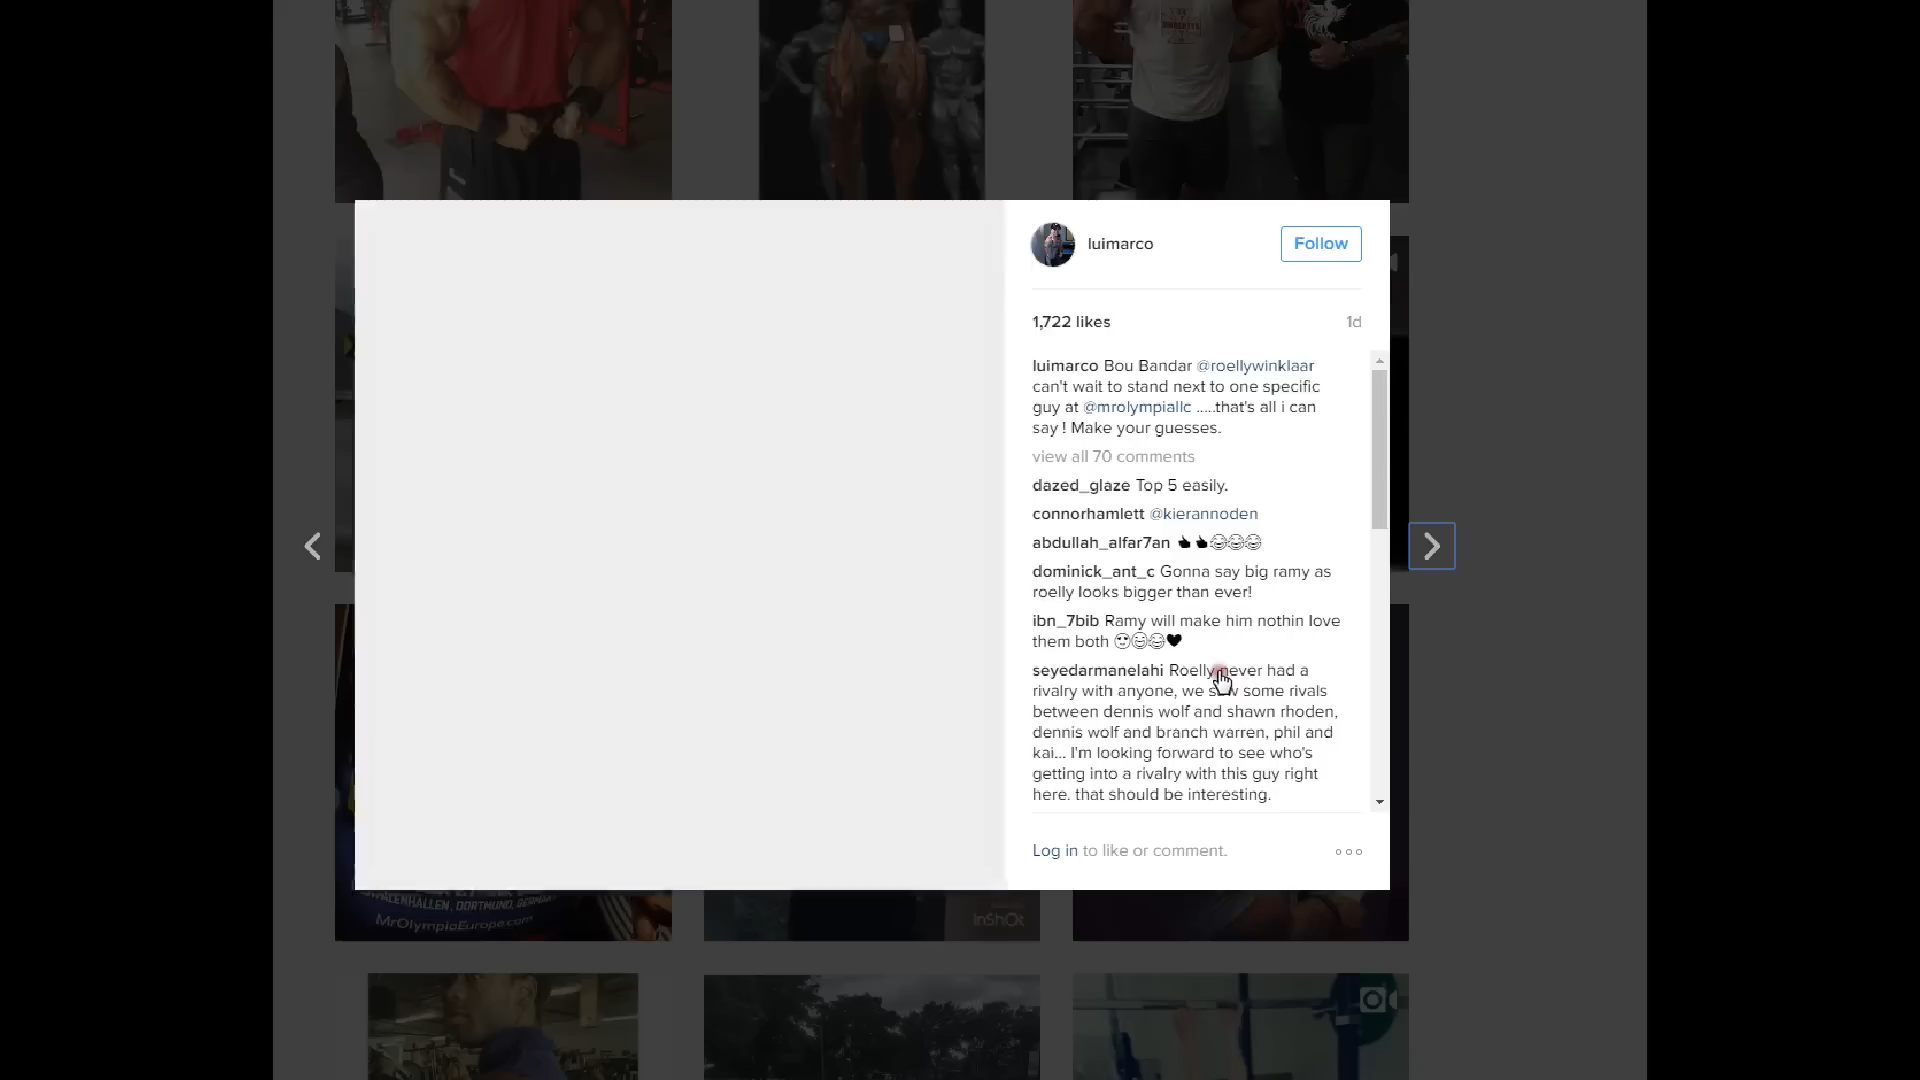 luimarco
Follow
1,722 likes
1d
luimarco Bou Bandar @roellywinklaar
can't wait to stand next to one specific
guy at @mrolympiallc .....that's all i can
say ! Make your guesses.
view all 70 comments
dazed_glaze Top 5 easily.
connorhamlett @kierannoden
abdullah_alfar7an
dominick_ant_c Gonna say big ramy as
roelly looks bigger than ever!
ibn_7bib Ramy will make him nothin love
them both
seyedarmanelahi Roelly never had a
rivalry with anyone, we saw some rivals
between dennis wolf and shawn rhoden,
dennis wolf and branch warren, phil and
kai... I'm looking forward to see who's
getting into a rivalry with this guy right
here. that should be interesting.
Log in to like or comment.
DORTMUND, GERMANY
MrOlympiaEurope.com
InShOt